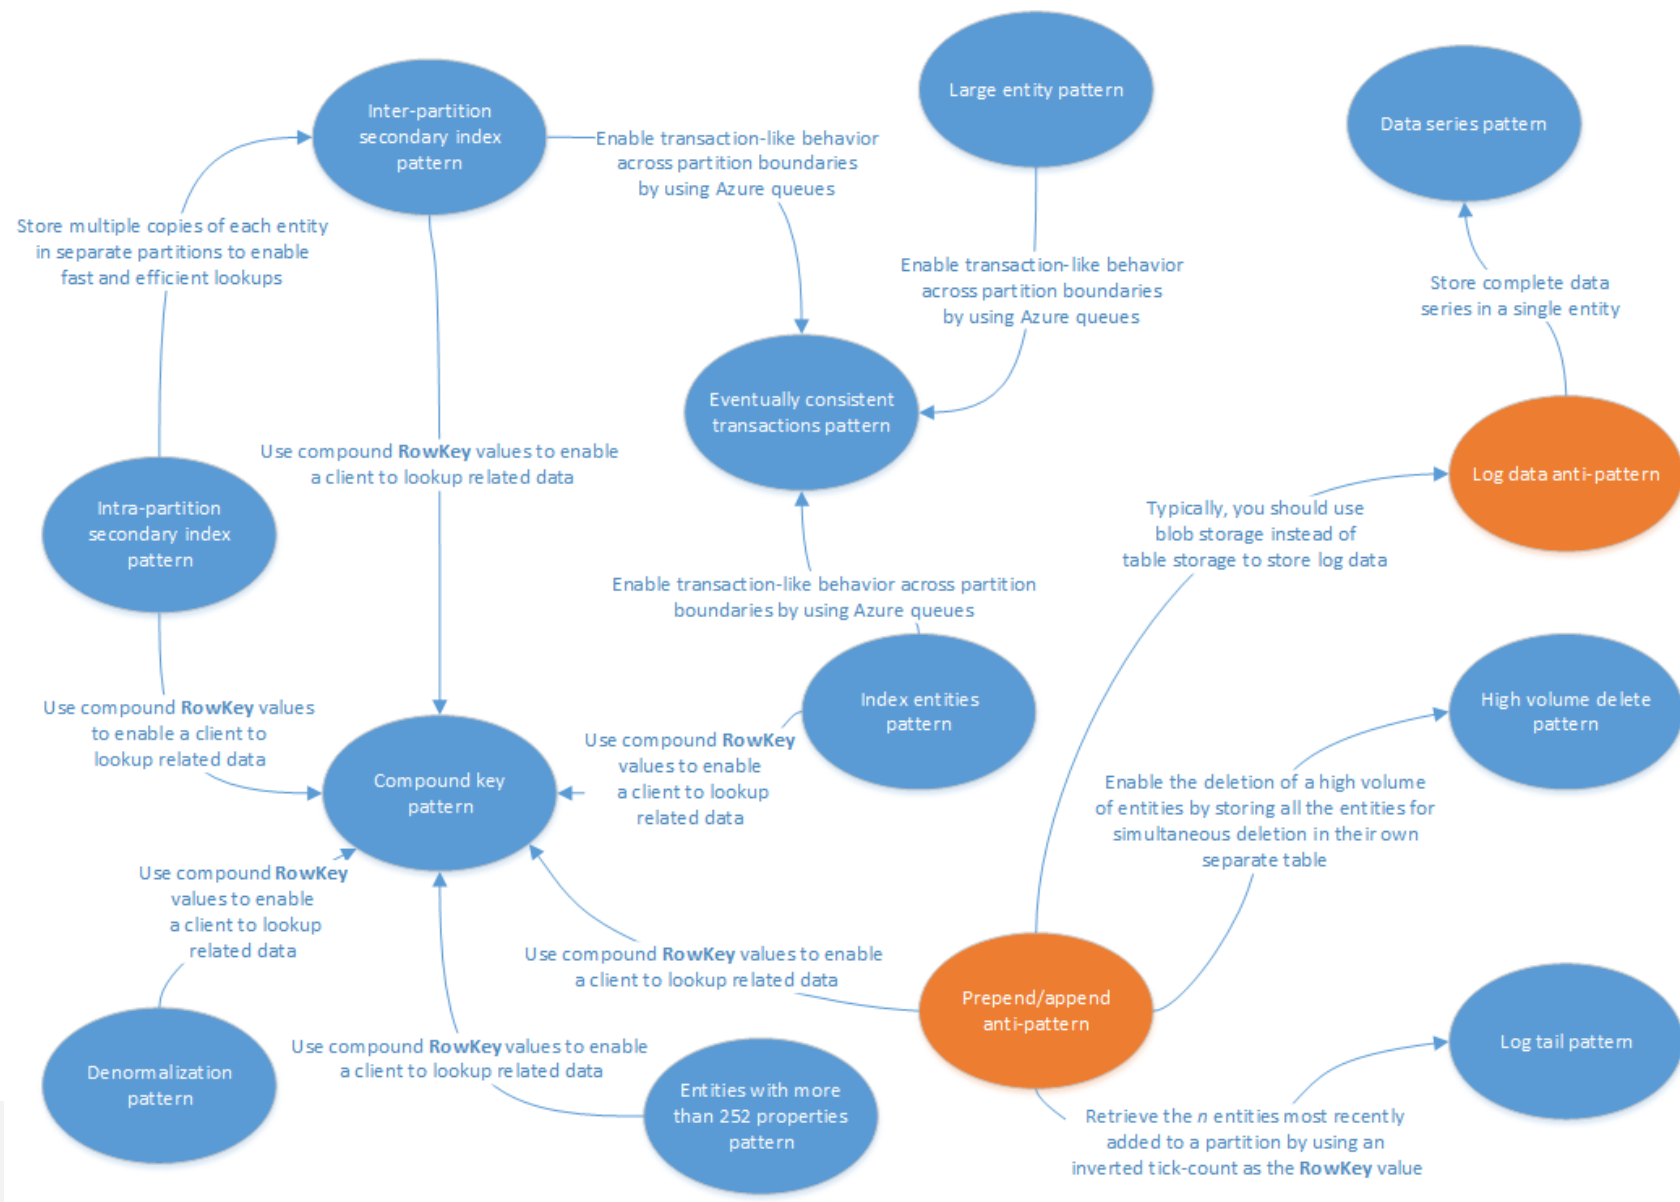 Large entity pattern
Data series pattern
Inter-partition
secondary index
pattern
Enable transaction-like behavior
across partition boundaries
by using Azure queues
Store multiple copies of each entity
in separate partitions to enable
fast and efficient lookups
Enable transaction-like behavior
across partition boundaries
by using Azure queues
Store complete data
series in a single entity
Eventually consistent
transactions pattern
Use compound RowKey values to enable
a client to lookup related data
Log data anti-pattern
Intra-partition
secondary index
pattern
Typically, you should use
blob storage instead of
table storage to store log data
Enable transaction-like behavior across partition
boundaries by using Azure queues
Index entities
pattern
High volume delete
pattern
Use compound RowKey values
to enable a client to
lookup related data
Use compound RowKey
values to enable
a client to lookup
related data
Compound key
pattern
Enable the deletion of a high volume
of entities by storing all the entities for
simultaneous deletion in their own
separate table
Use compound RowKey
values to enable
a client to lookup
related data
Use compound RowKey values to enable
a client to lookup related data
Prepend/append
anti-pattern
Log tail pattern
Use compound RowKey values to enable
a client to lookup related data
Denormalization
pattern
Entities with more
than 252 properties
pattern
Retrieve the n entities most recently
added to a partition by using an
inverted tick-count as the RowKey value